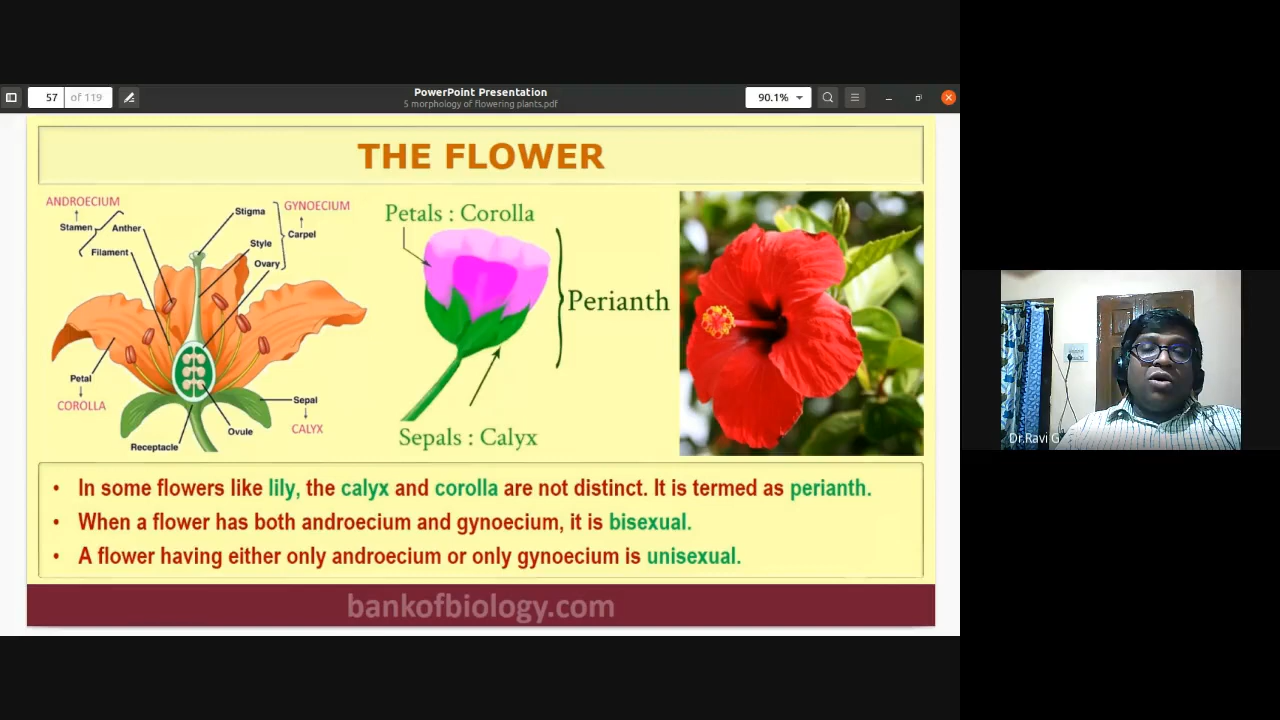 57 of 119
PowerPoint Presentation
5 morphology of flowering plants.pdf
90.1%
THE FLOWER
ANDROECIUM
Stamen
Anther
Filament
Stigma
GYNOECIUM
Carpel
Style
Ovary
Petal
COROLLA
Sepal
CALYX
Ovule
Receptacle
Petals : Corolla
Perianth
Sepals : Calyx
• In some flowers like lily, the calyx and corolla are not distinct. It is termed as perianth.
• When a flower has both androecium and gynoecium, it is bisexual.
• A flower having either only androecium or only gynoecium is unisexual.
bankofbiology.com
Dr.Ravi G